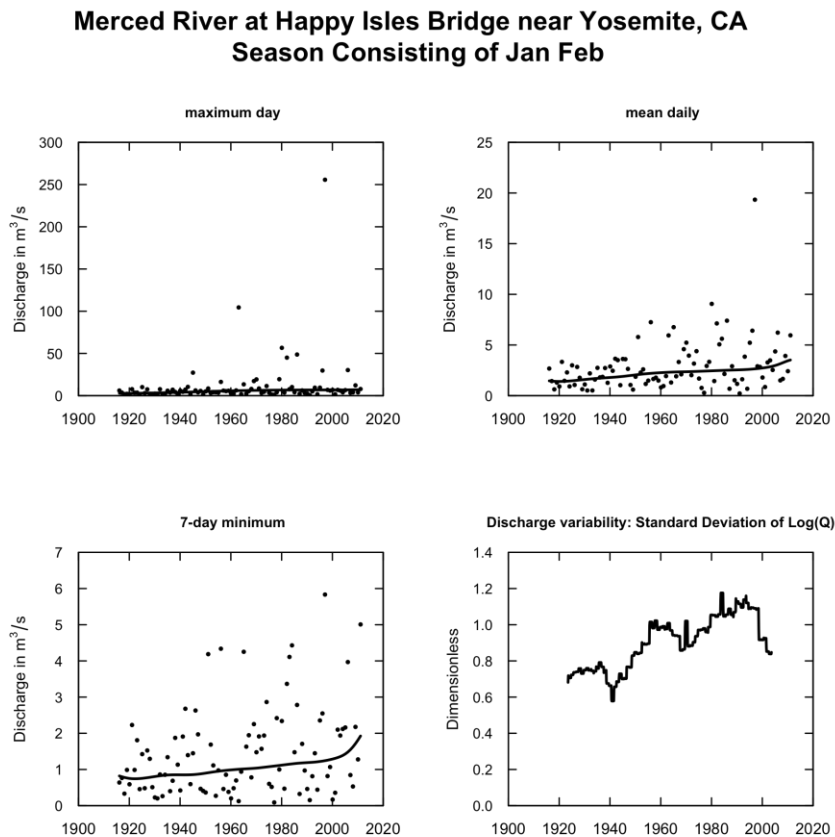 Merced River at Happy Isles Bridge near Yosemite, CA
Season Consisting of Jan Feb
maximum day
Discharge in m³/s
300
250
200
150
100
50
0
1900 1920 1940 1960 1980 2000 2020
mean daily
Discharge in m³/s
25
20
15
10
5
0
1900 1920 1940 1960 1980 2000 2020
7-day minimum
Discharge in m³/s
7
6
5
4
3
2
1
0
1900 1920 1940 1960 1980 2000 2020
Discharge variability: Standard Deviation of Log(Q)
Dimensionless
1.4
1.2
1.0
0.8
0.6
0.4
0.2
0.0
1900 1920 1940 1960 1980 2000 2020